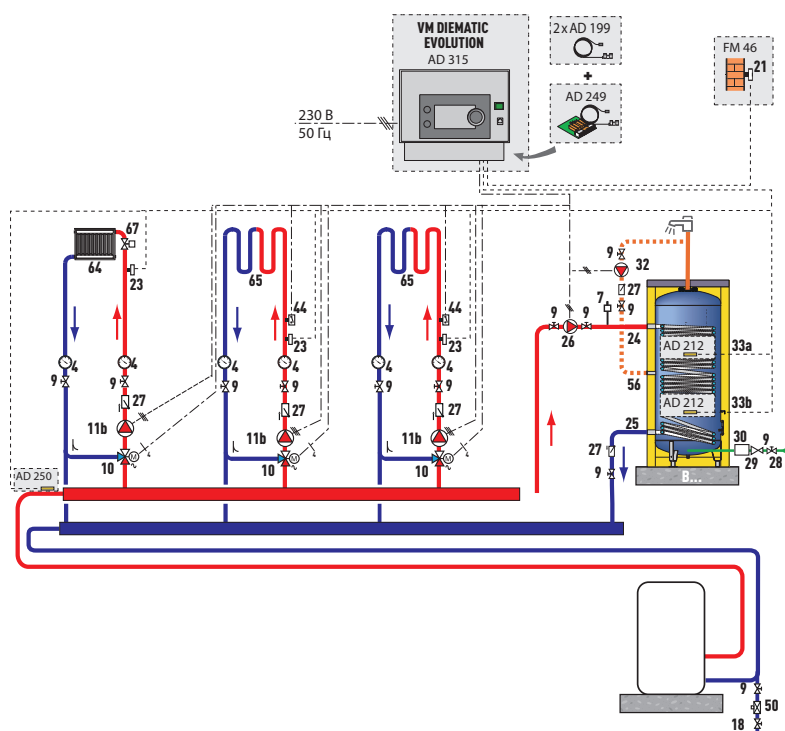 VM DIEMATIC
EVOLUTION
AD 315
2 x AD 199
+
AD 249
FM 46
21
230 В
50 Гц
67
64
23
65
44
23
65
44
23
9
32
27
9
7
9
9
26
24
AD 212
33a
56
AD 212
33b
25
4
4
4
4
4
4
9
9
9
9
9
9
27
27
27
11b
11b
11b
10
M
10
M
10
M
27
9
30
9
29
28
B...
AD 250
9
50
18